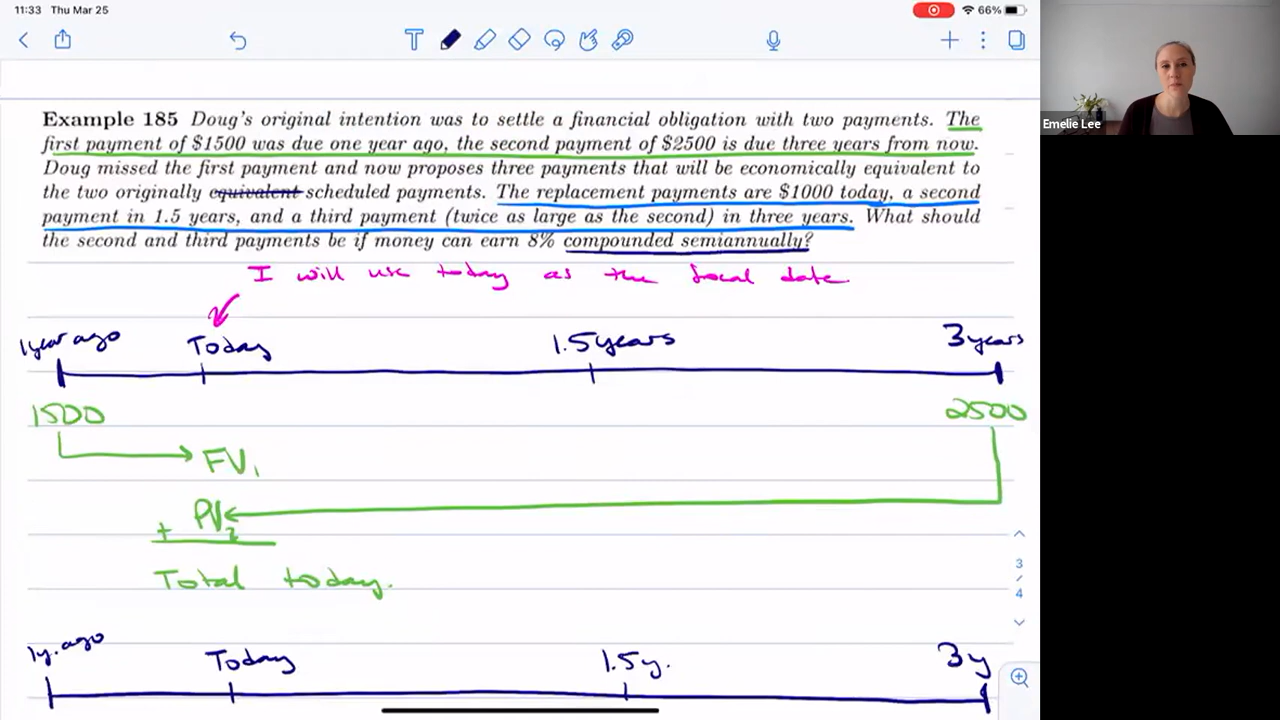 11:33 Thu Mar 25
66%
T
Emelie Lee
Example 185 Doug's original intention was to settle a financial obligation with two payments. The
first payment of $1500 was due one year ago, the second payment of $2500 is due three years from now.
Doug missed the first payment and now proposes three payments that will be economically equivalent to
the two originally equivalent scheduled payments. The replacement payments are $1000 today, a second
payment in 1.5 years, and a third payment (twice as large as the second) in three years. What should
the second and third payments be if money can earn 8% compounded semiannually?
I will use today as the focal date
1 year ago Today 1.5 years 3 years
1500 2500
FV1
+ PV2
Total today.
3
/
4
1y. ago Today 1.5 y. 3 y